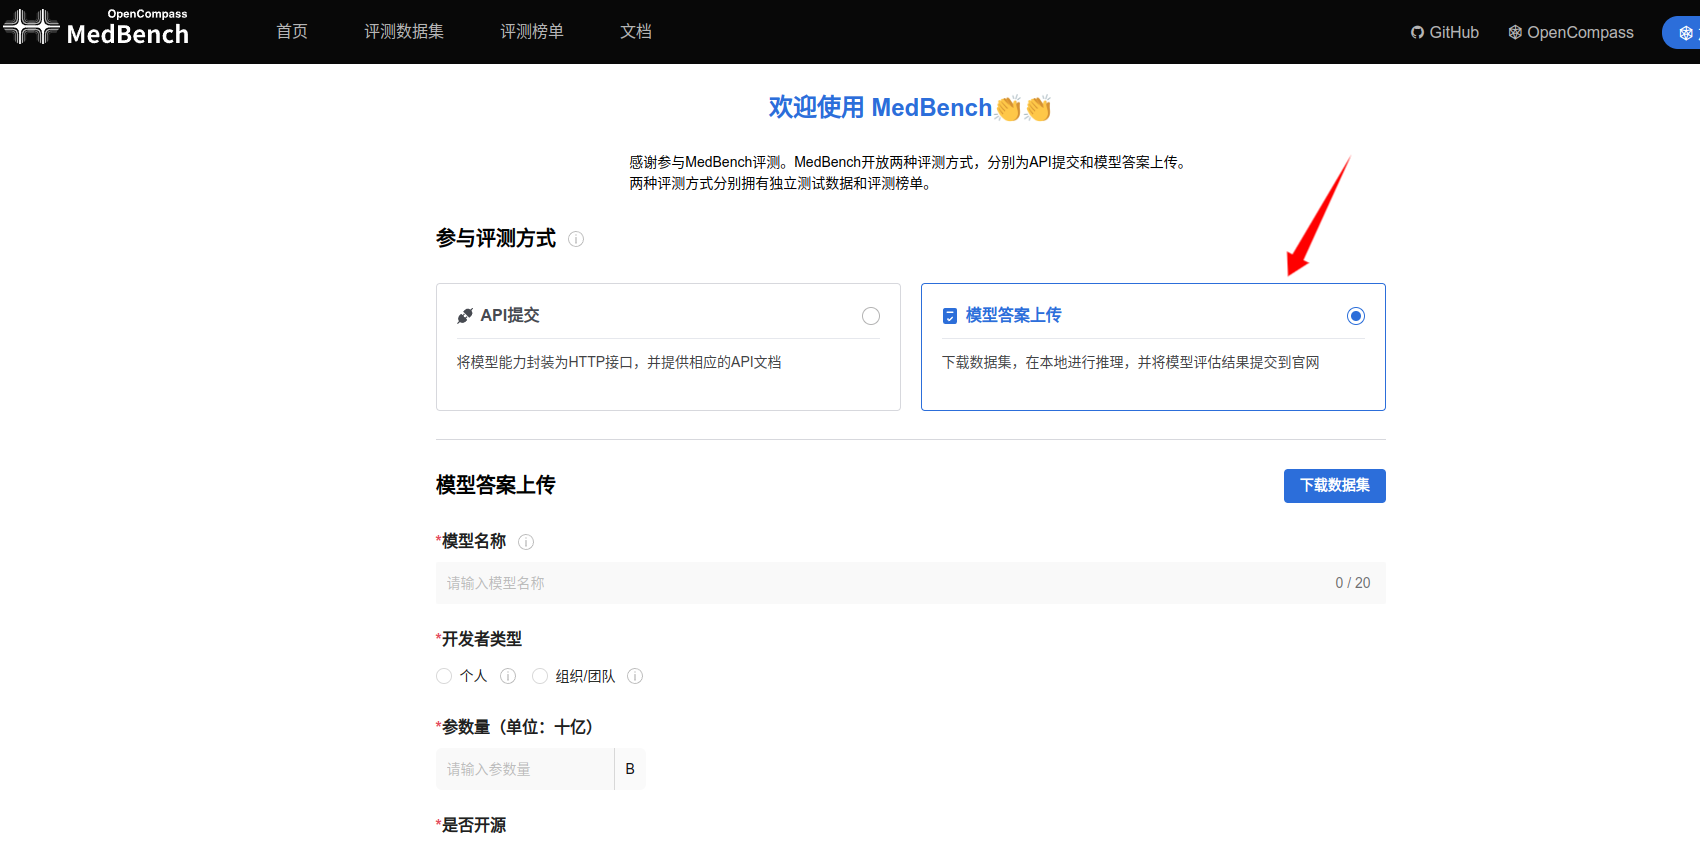 OpenCompass
MedBench
首页
评测数据集
评测榜单
文档
GitHub
OpenCompass
欢迎使用 MedBench👏👏
感谢参与MedBench评测。MedBench开放两种评测方式，分别为API提交和模型答案上传。
两种评测方式分别拥有独立测试数据和评测榜单。
参与评测方式
API提交
将模型能力封装为HTTP接口，并提供相应的API文档
模型答案上传
下载数据集，在本地进行推理，并将模型评估结果提交到官网
模型答案上传
下载数据集
*模型名称
请输入模型名称
0 / 20
*开发者类型
个人
组织/团队
*参数量（单位：十亿）
请输入参数量
B
*是否开源